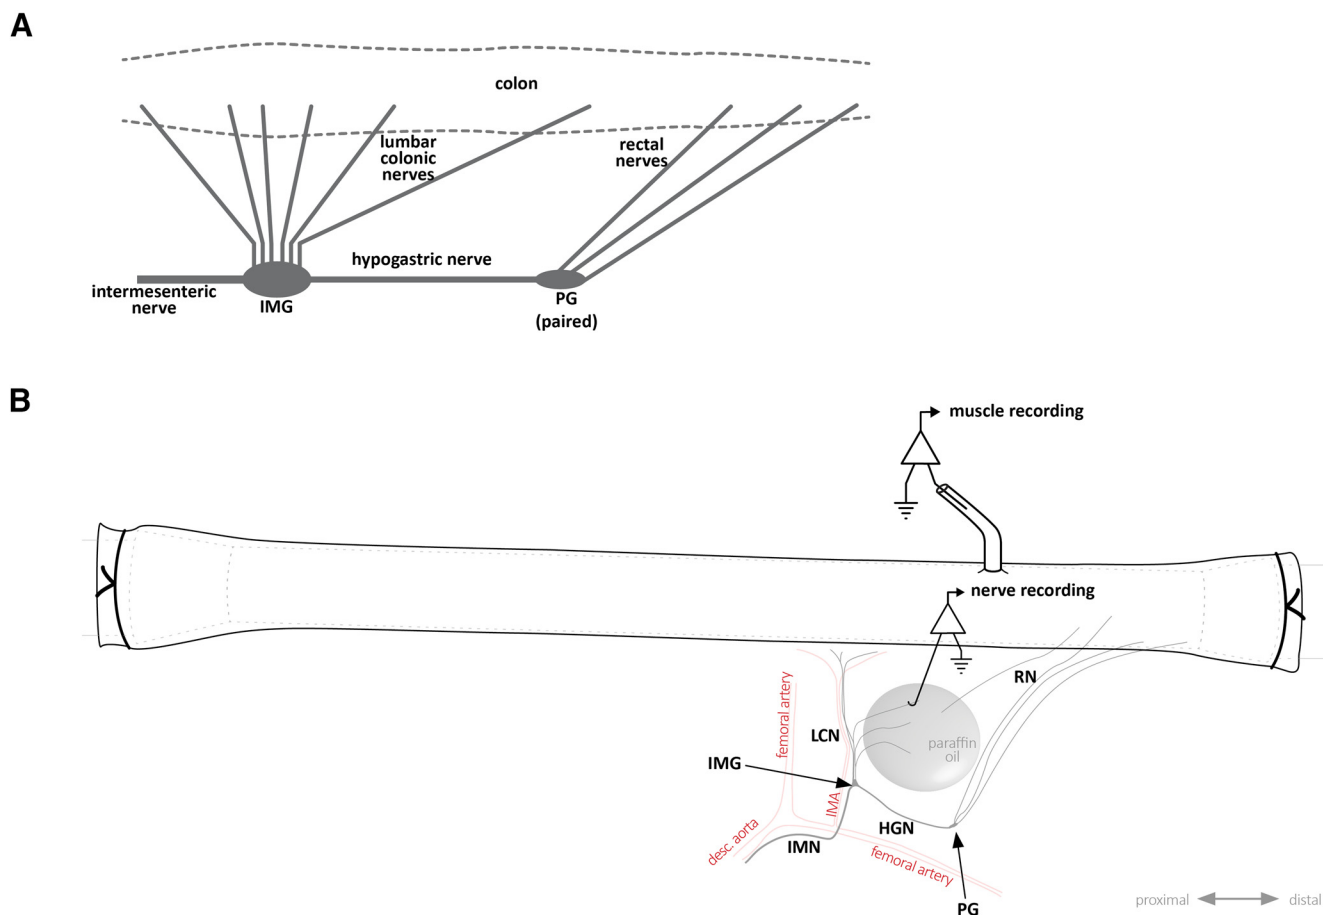 A
colon
lumbar
colonic
nerves
rectal
nerves
hypogastric nerve
intermesenteric
nerve
IMG
PG
(paired)
B
muscle recording
nerve recording
RN
femoral artery
LCN
paraffin
oil
IMG
IMA
HGN
desc. aorta
IMN
femoral artery
PG
proximal
distal